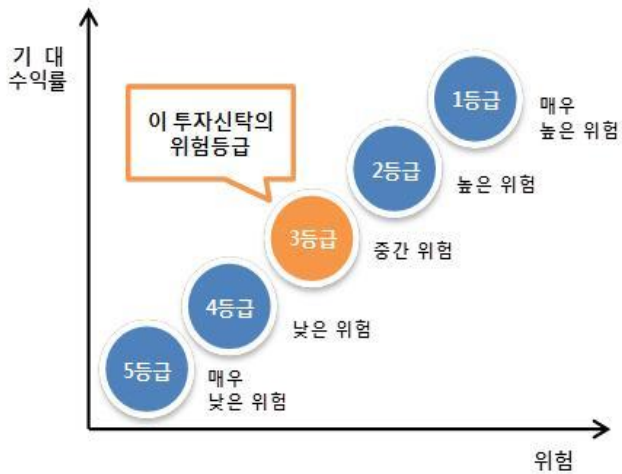 기 대
수익률
이 투자신탁의
위험등급
1등급
매우
높은 위험
2등급
높은 위험
3등급
중간 위험
4등급
낮은 위험
5등급
매우
낮은 위험
위험